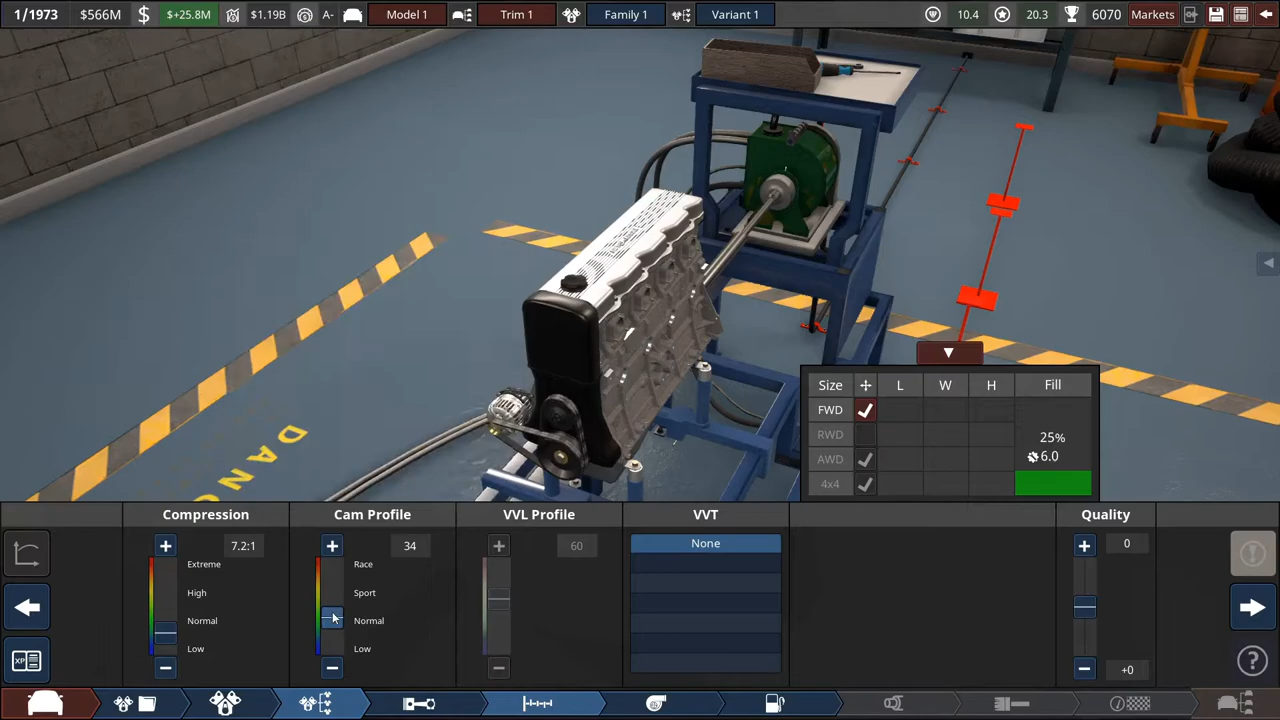 1/1973 $566M $ $+25.8M $1.19B A- Model 1 Trim 1 Family 1 Variant 1 10.4 20.3 6070 Markets
DANG
Size L W H Fill
FWD
RWD
AWD
4x4
25%
6.0
Compression Cam Profile VVL Profile VVT Quality
7.2:1 34 60 None 0
Extreme Race
High Sport
Normal Normal
Low Low
+0
XP
?